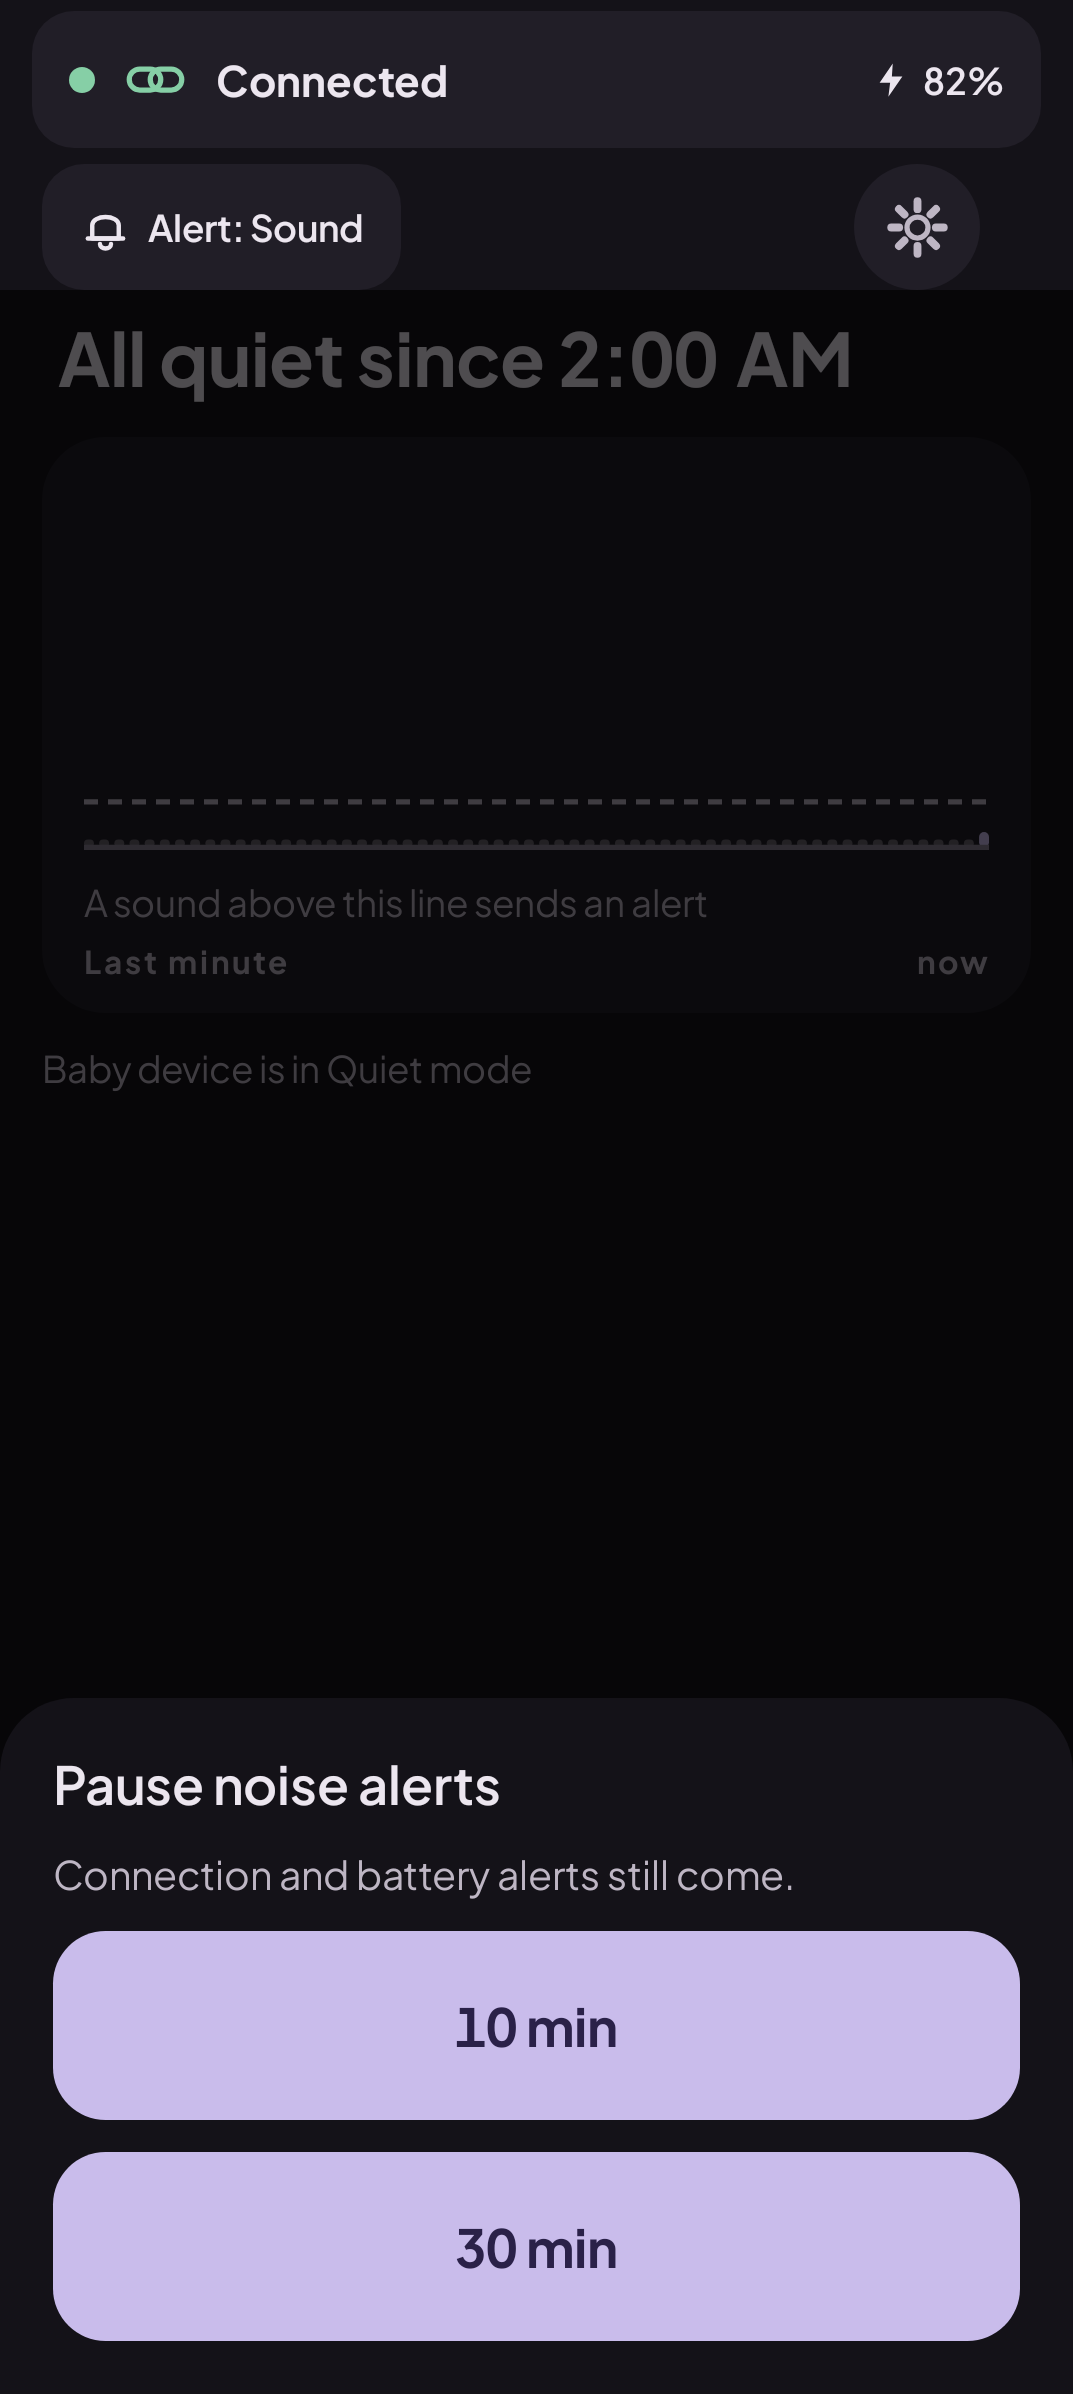 Connected
82%
Alert: Sound
All quiet since 2:00 AM
A sound above this line sends an alert
Last minute
now
Baby device is in Quiet mode
Pause noise alerts
Connection and battery alerts still come.
10 min
30 min